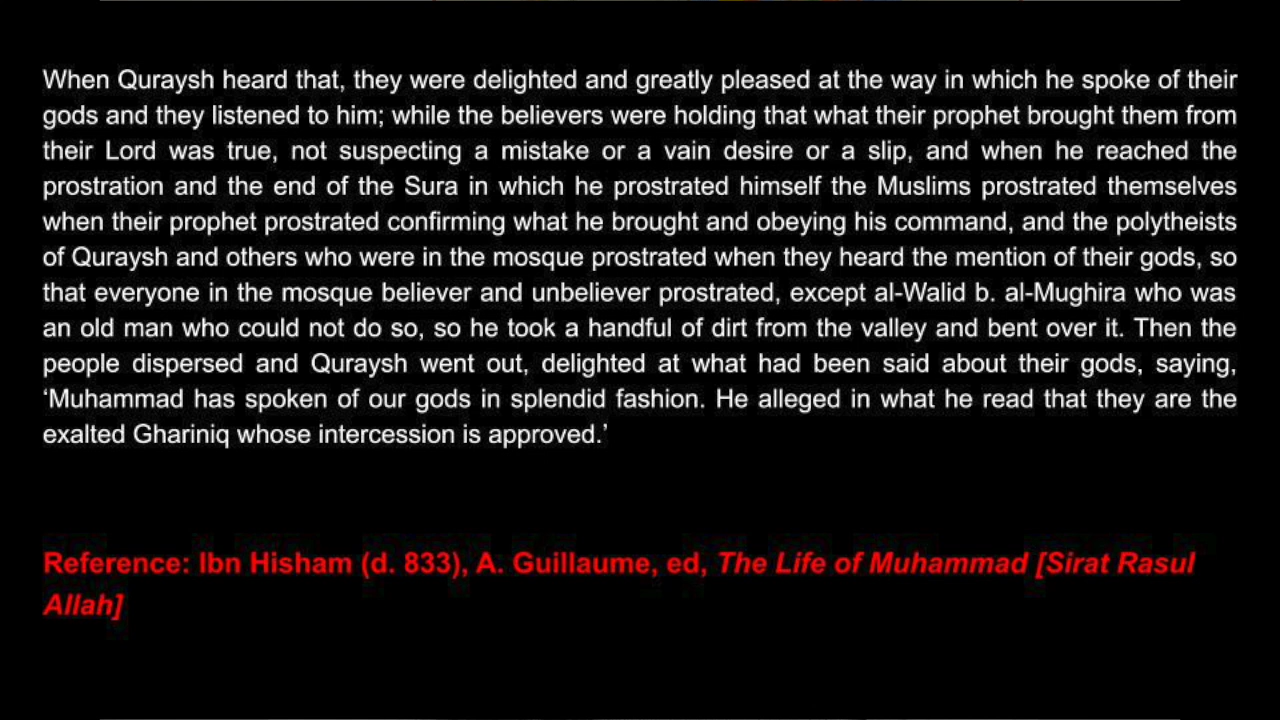 When Quraysh heard that, they were delighted and greatly pleased at the way in which he spoke of their
gods and they listened to him; while the believers were holding that what their prophet brought them from
their Lord was true, not suspecting a mistake or a vain desire or a slip, and when he reached the
prostration and the end of the Sura in which he prostrated himself the Muslims prostrated themselves
when their prophet prostrated confirming what he brought and obeying his command, and the polytheists
of Quraysh and others who were in the mosque prostrated when they heard the mention of their gods, so
that everyone in the mosque believer and unbeliever prostrated, except al-Walid b. al-Mughira who was
an old man who could not do so, so he took a handful of dirt from the valley and bent over it. Then the
people dispersed and Quraysh went out, delighted at what had been said about their gods, saying,
‘Muhammad has spoken of our gods in splendid fashion. He alleged in what he read that they are the
exalted Ghariniq whose intercession is approved.’
Reference: Ibn Hisham (d. 833), A. Guillaume, ed, The Life of Muhammad [Sirat Rasul
Allah]